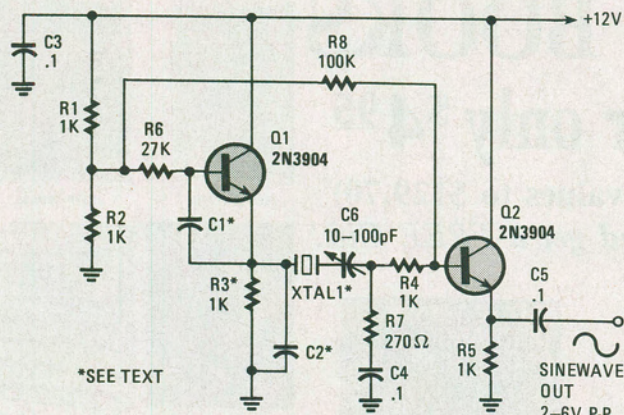 +12V
C3
.1
R8
100K
R1
1K
R6
27K
Q1
2N3904
C6
10–100pF
Q2
2N3904
R2
1K
C1*
R3*
1K
XTAL1*
R4
1K
C5
.1
R7
270Ω
C2*
C4
.1
R5
1K
*SEE TEXT
SINEWAVE
OUT
2–6V P.P